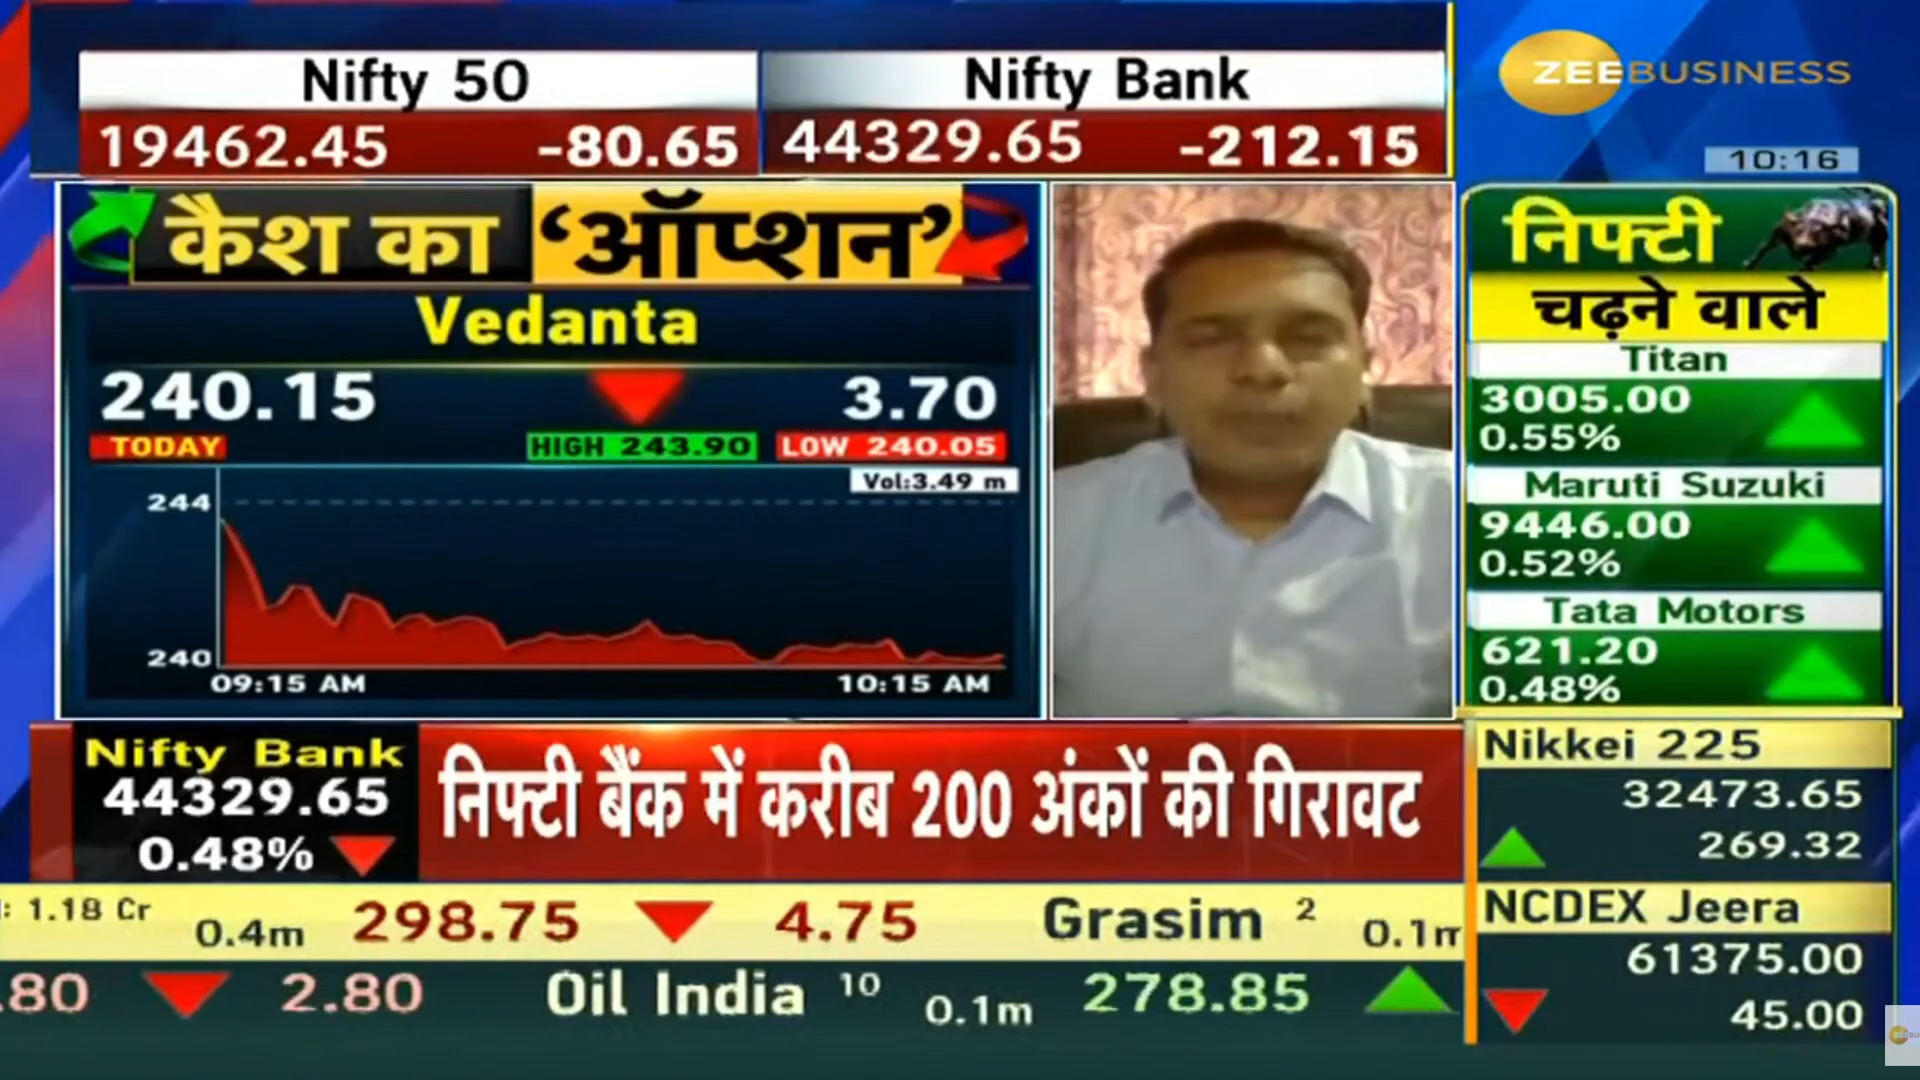 Nifty 50
19462.45 -80.65
Nifty Bank
44329.65 -212.15
ZEEBUSINESS
10:16
कैश का 'ऑप्शन'
Vedanta
240.15 3.70
TODAY HIGH 243.90 LOW 240.05
Vol:3.49 m
244
240
09:15 AM 10:15 AM
निफ्टी
चढ़ने वाले
Titan
3005.00
0.55%
Maruti Suzuki
9446.00
0.52%
Tata Motors
621.20
0.48%
Nifty Bank
44329.65
0.48%
निफ्टी बैंक में करीब 200 अंकों की गिरावट
Nikkei 225
32473.65
269.32
NCDEX Jeera
61375.00
45.00
: 1.18 Cr 0.4m 298.75 4.75 Grasim 2 0.1m
.80 2.80 Oil India 10 0.1m 278.85